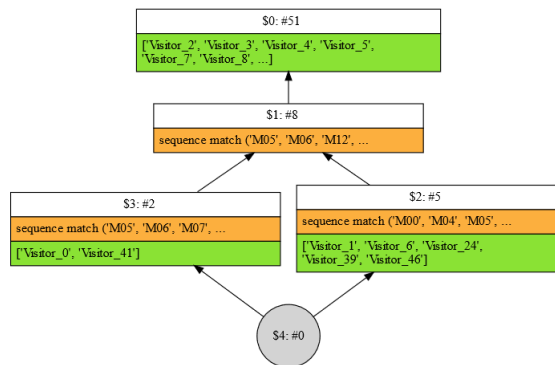 $0: #51
['Visitor_2', 'Visitor_3', 'Visitor_4', 'Visitor_5',
'Visitor_7', 'Visitor_8', ...]
$1: #8
sequence match ('M05', 'M06', 'M12', ...
$3: #2
sequence match ('M05', 'M06', 'M07', ...
['Visitor_0', 'Visitor_41']
$2: #5
sequence match ('M00', 'M04', 'M05', ...
['Visitor_1', 'Visitor_6', 'Visitor_24',
'Visitor_39', 'Visitor_46']
$4: #0